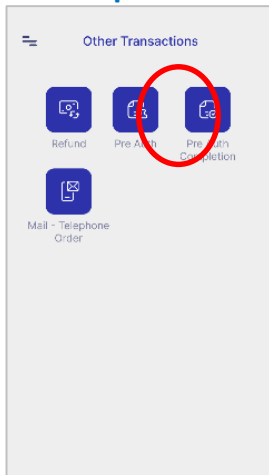 Other Transactions
Refund
Pre Auth
Pre Auth
Completion
Mail - Telephone
Order